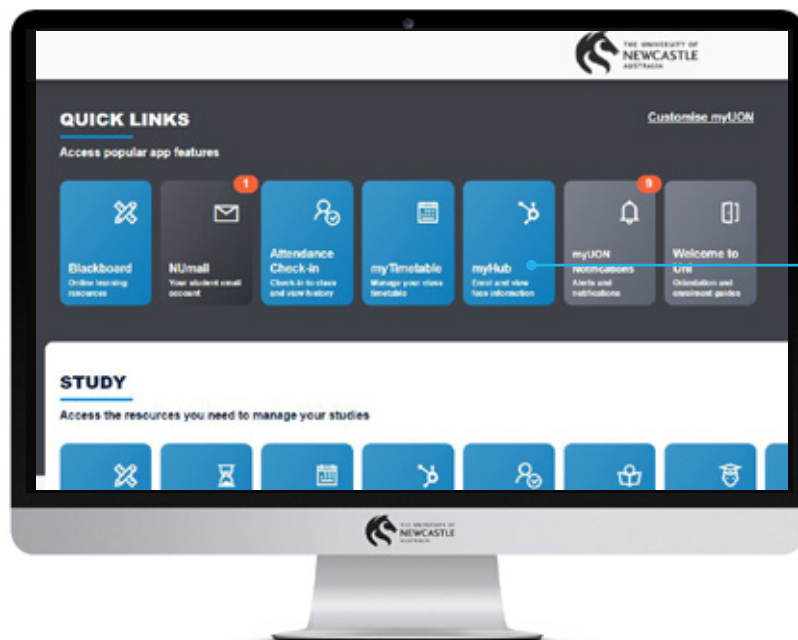 THE UNIVERSITY OF
NEWCASTLE
AUSTRALIA
QUICK LINKS
Customise myUON
Access popular app features
1
9
Blackboard
Online learning
resources
NUmail
Your student email
account
Attendance
Check-in
Check-in to class
and view history
myTimetable
Manage your class
timetable
myHub
Enrol and view
fees information
myUON
Notifications
Alerts and
notifications
Welcome to
Uni
Orientation and
enrolment guides
STUDY
Access the resources you need to manage your studies
THE UNIVERSITY OF
NEWCASTLE
AUSTRALIA